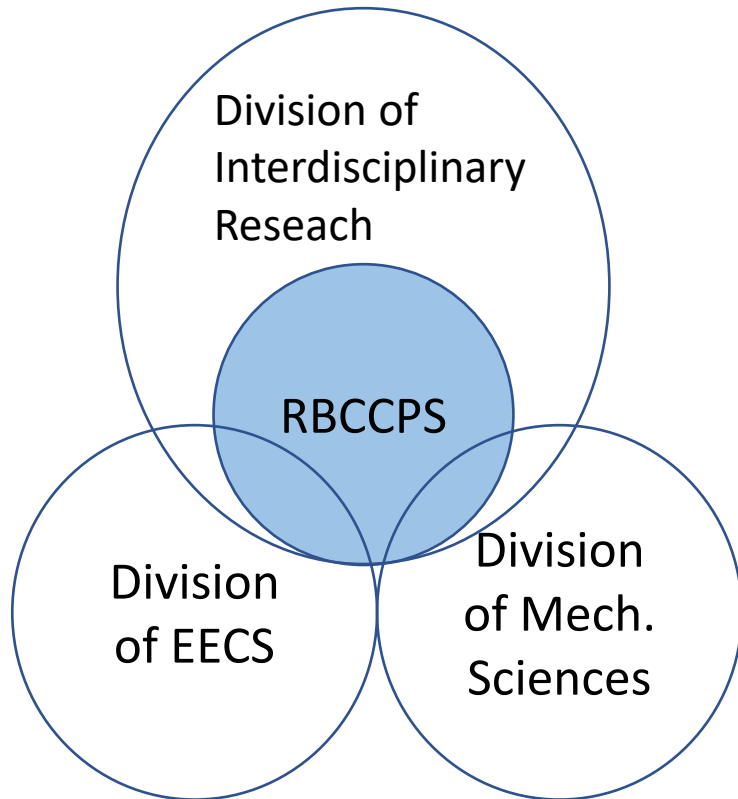 Division of
Interdisciplinary
Reseach
RBCCPS
Division
of EECS
Division
of Mech.
Sciences